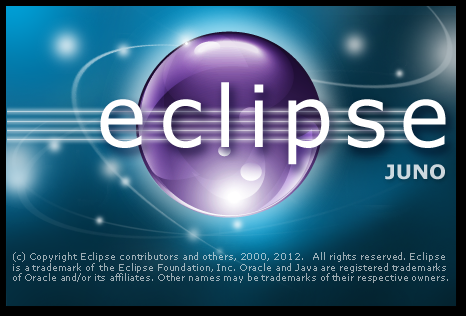 eclipse
JUNO
(c) Copyright Eclipse contributors and others, 2000, 2012.   All rights reserved. Eclipse
is a trademark of the Eclipse Foundation, Inc. Oracle and Java are registered trademarks
of Oracle and/or its affiliates. Other names may be trademarks of their respective owners.